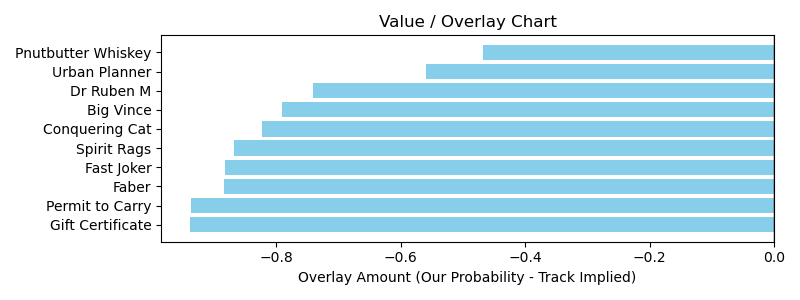 Value / Overlay Chart
Pnutbutter Whiskey
Urban Planner
Dr Ruben M
Big Vince
Conquering Cat
Spirit Rags
Fast Joker
Faber
Permit to Carry
Gift Certificate
−0.8 −0.6 −0.4 −0.2 0.0
Overlay Amount (Our Probability - Track Implied)